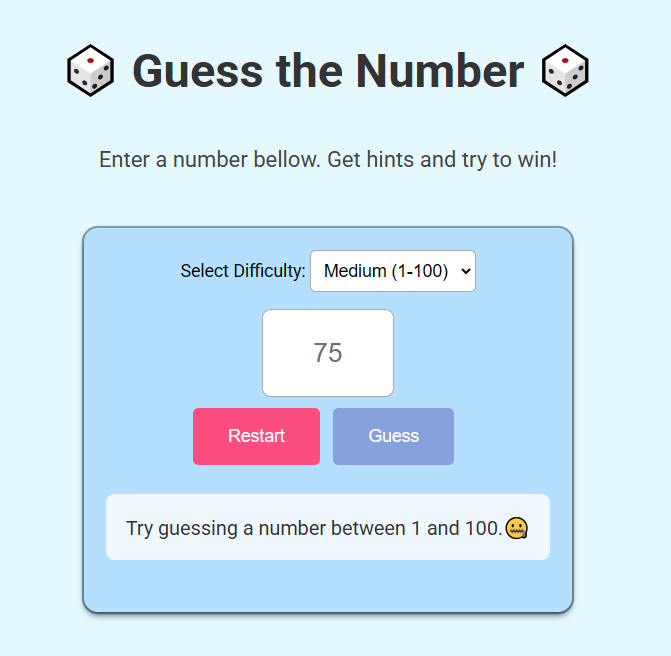 Guess the Number
Enter a number bellow. Get hints and try to win!
Select Difficulty: Medium (1-100)
75
Restart Guess
Try guessing a number between 1 and 100.🤐